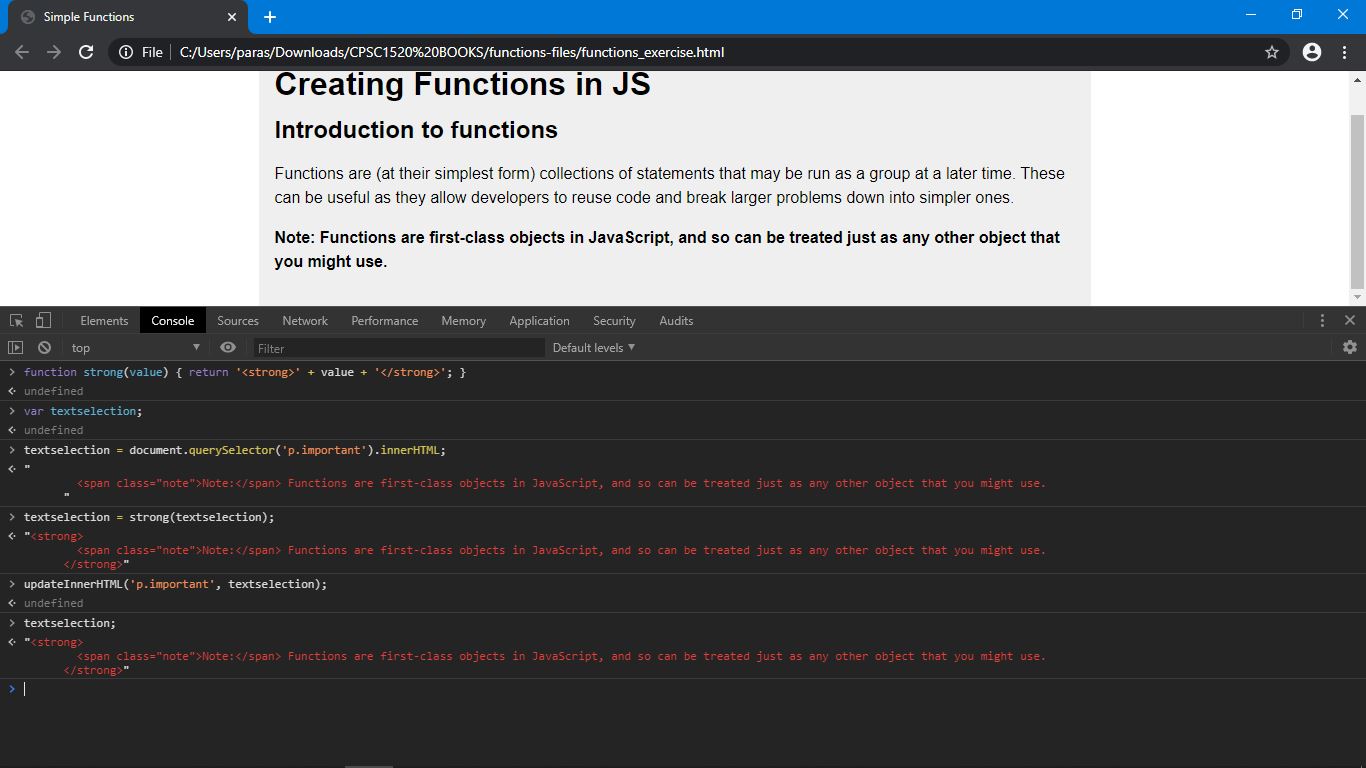 Simple Functions
File C:/Users/paras/Downloads/CPSC1520%20BOOKS/functions-files/functions_exercise.html
Creating Functions in JS
Introduction to functions
Functions are (at their simplest form) collections of statements that may be run as a group at a later time. These
can be useful as they allow developers to reuse code and break larger problems down into simpler ones.
Note: Functions are first-class objects in JavaScript, and so can be treated just as any other object that
you might use.
Elements Console Sources Network Performance Memory Application Security Audits
top Filter Default levels
function strong(value) { return '<strong>' + value + '</strong>'; }
undefined
var textselection;
undefined
textselection = document.querySelector('p.important').innerHTML;
"
<span class="note">Note:</span> Functions are first-class objects in JavaScript, and so can be treated just as any other object that you might use.
"
textselection = strong(textselection);
"<strong>
<span class="note">Note:</span> Functions are first-class objects in JavaScript, and so can be treated just as any other object that you might use.
</strong>"
updateInnerHTML('p.important', textselection);
undefined
textselection;
"<strong>
<span class="note">Note:</span> Functions are first-class objects in JavaScript, and so can be treated just as any other object that you might use.
</strong>"